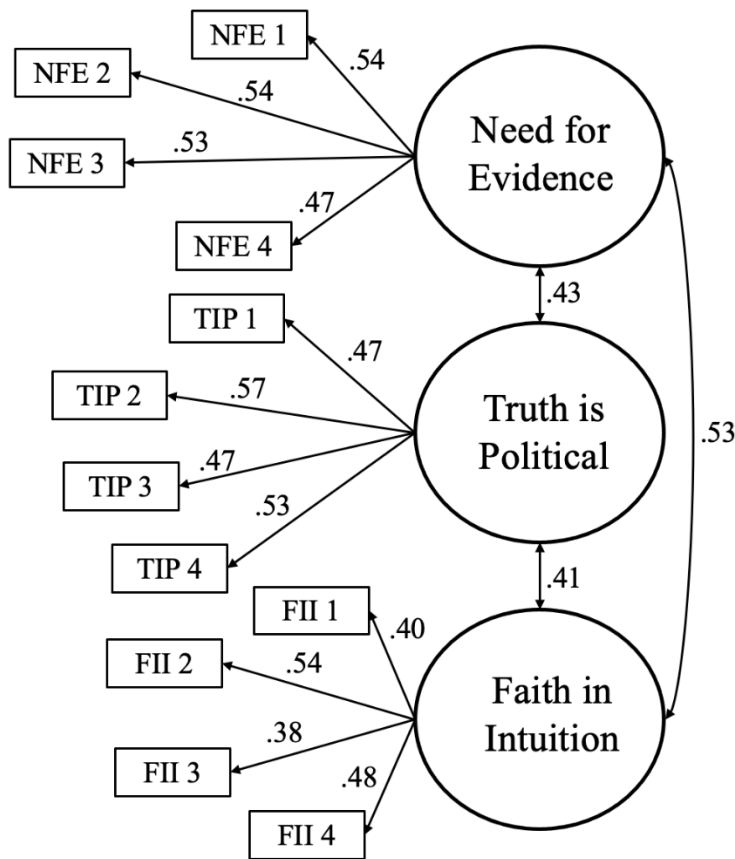 NFE 1
.54
NFE 2
.54
NFE 3
.53
NFE 4
.47
Need for
Evidence
.43
TIP 1
.47
TIP 2
.57
TIP 3
.47
TIP 4
.53
Truth is
Political
.53
.41
FII 1
.40
FII 2
.54
FII 3
.38
FII 4
.48
Faith in
Intuition